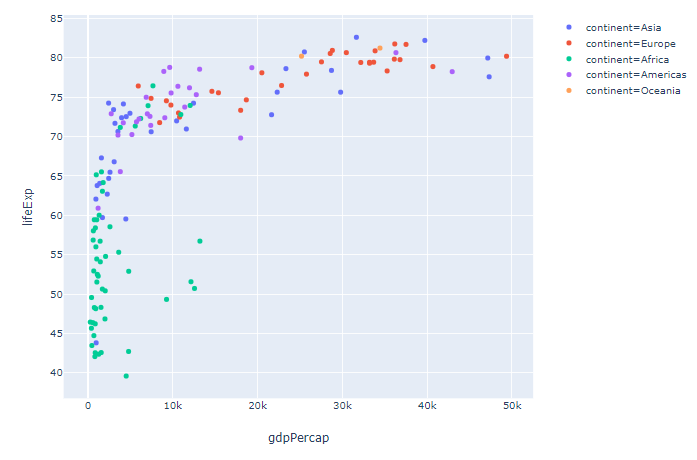 85
80
75
70
65
60
55
50
45
40
lifeExp
0
10k
20k
30k
40k
50k
gdpPercap
continent=Asia
continent=Europe
continent=Africa
continent=Americas
continent=Oceania